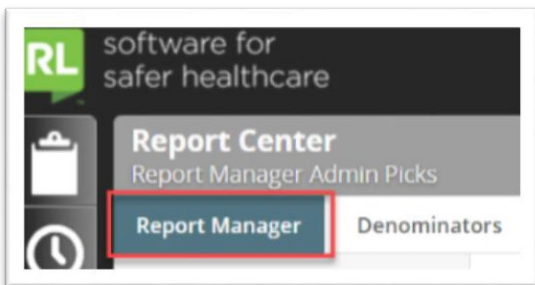 RL
software for
safer healthcare
Report Center
Report Manager Admin Picks
Report Manager Denominators